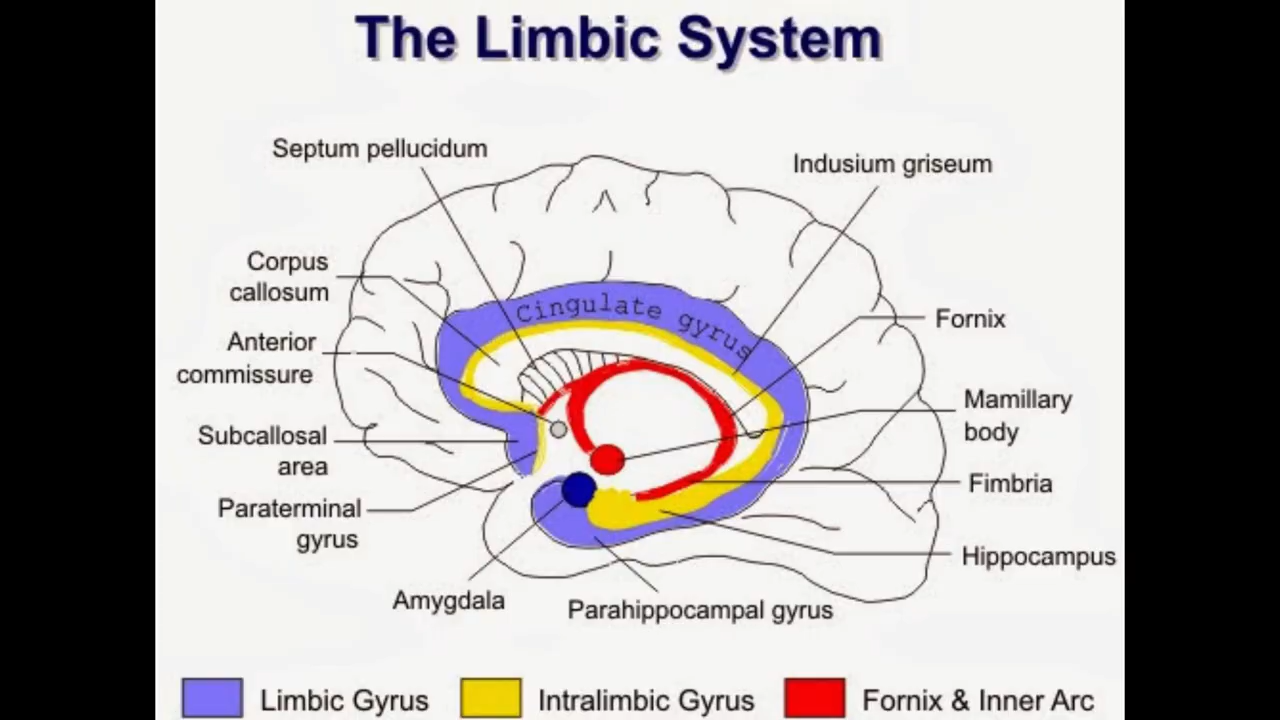 The Limbic System
Septum pellucidum
Indusium griseum
Corpus
callosum
Cingulate gyrus
Fornix
Anterior
commissure
Mamillary
body
Subcallosal
area
Fimbria
Paraterminal
gyrus
Hippocampus
Amygdala
Parahippocampal gyrus
Limbic Gyrus
Intralimbic Gyrus
Fornix & Inner Arc